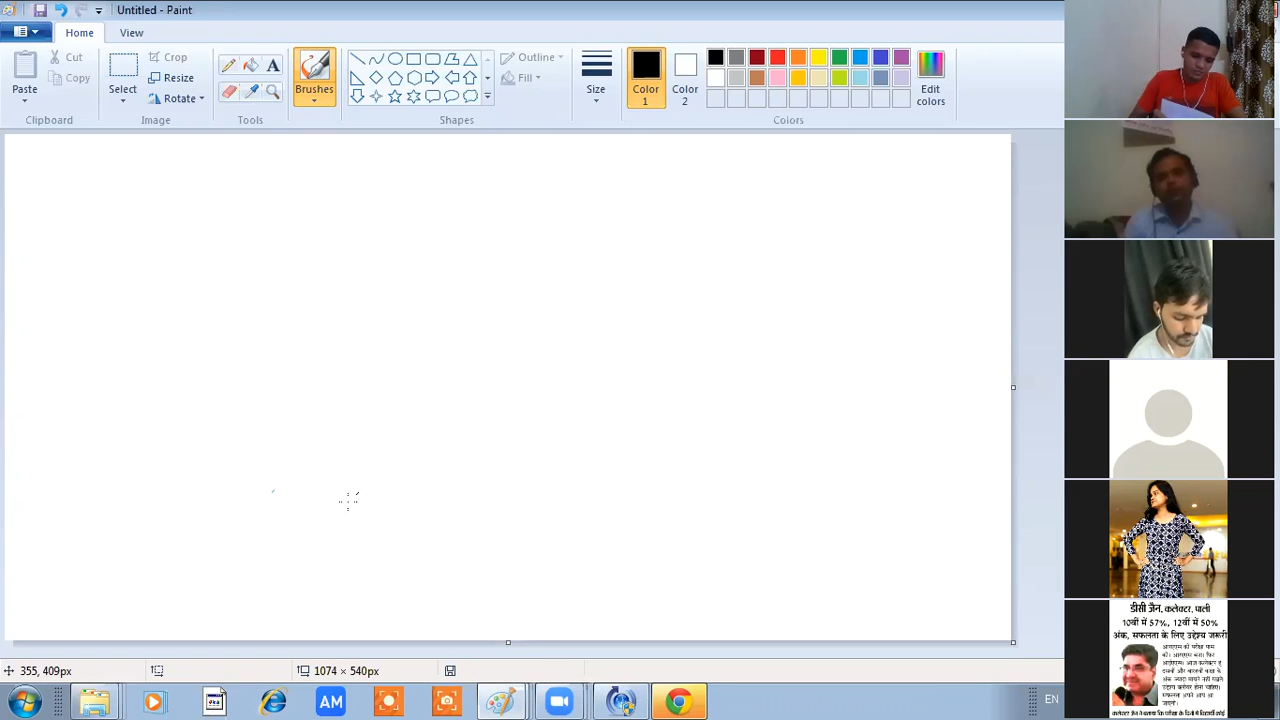 Untitled - Paint
Home
View
Paste
Cut
Copy
Clipboard
Select
Crop
Resize
Rotate
Image
A
Tools
Brushes
Outline
Fill
Shapes
Size
Color
1
Color
2
Edit
colors
Colors
डीसी जैन, कलेक्टर, पाली
10वीं में 57%, 12वीं में 50%
अंक, सफलता के लिए उद्देश्य जरूरी
355, 409px
1074 × 540px
AM
EN